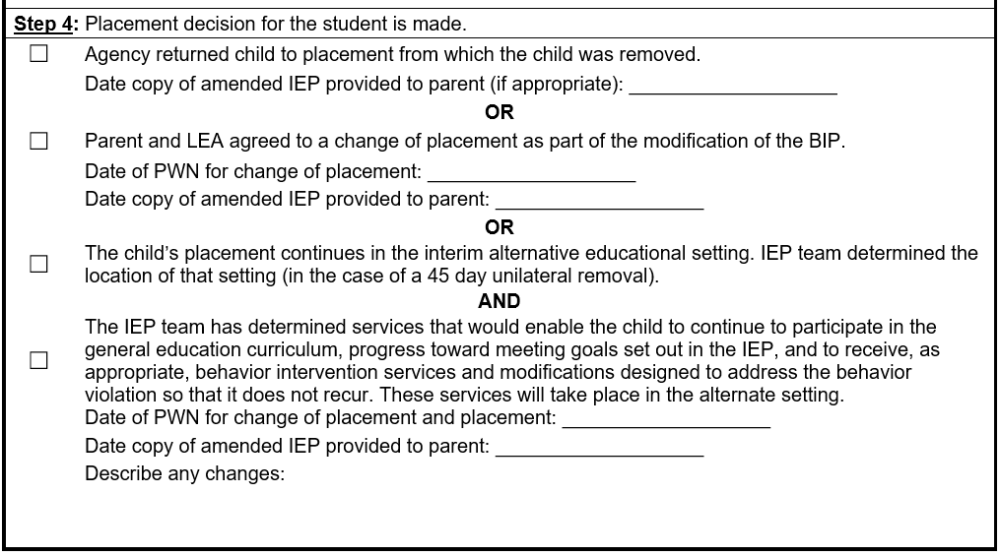 Step 4: Placement decision for the student is made.
☐ Agency returned child to placement from which the child was removed.
Date copy of amended IEP provided to parent (if appropriate): ___________________
OR
☐ Parent and LEA agreed to a change of placement as part of the modification of the BIP.
Date of PWN for change of placement: ___________________
Date copy of amended IEP provided to parent: ___________________
OR
☐ The child’s placement continues in the interim alternative educational setting. IEP team determined the
location of that setting (in the case of a 45 day unilateral removal).
AND
☐ The IEP team has determined services that would enable the child to continue to participate in the
general education curriculum, progress toward meeting goals set out in the IEP, and to receive, as
appropriate, behavior intervention services and modifications designed to address the behavior
violation so that it does not recur. These services will take place in the alternate setting.
Date of PWN for change of placement and placement: ___________________
Date copy of amended IEP provided to parent: ___________________
Describe any changes: